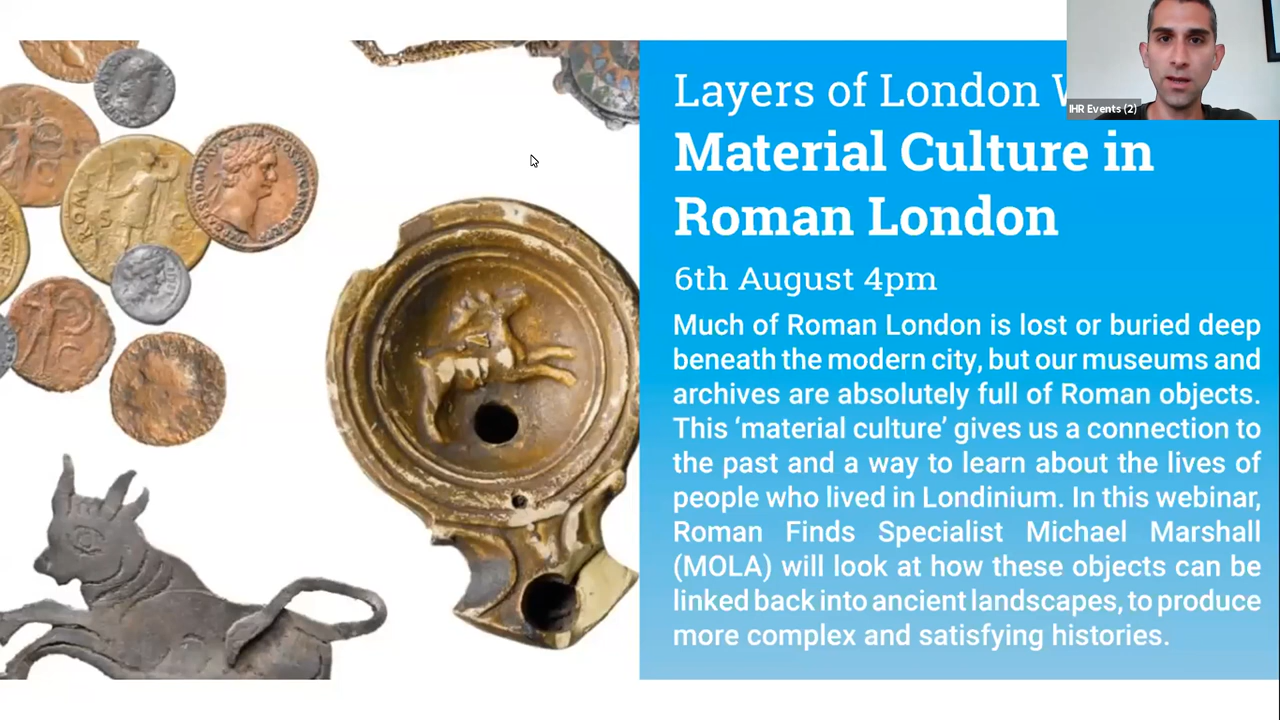 Layers of London
Material Culture in
Roman London
6th August 4pm
Much of Roman London is lost or buried deep
beneath the modern city, but our museums and
archives are absolutely full of Roman objects.
This ‘material culture’ gives us a connection to
the past and a way to learn about the lives of
people who lived in Londinium. In this webinar,
Roman Finds Specialist Michael Marshall
(MOLA) will look at how these objects can be
linked back into ancient landscapes, to produce
more complex and satisfying histories.
IHR Events (2)